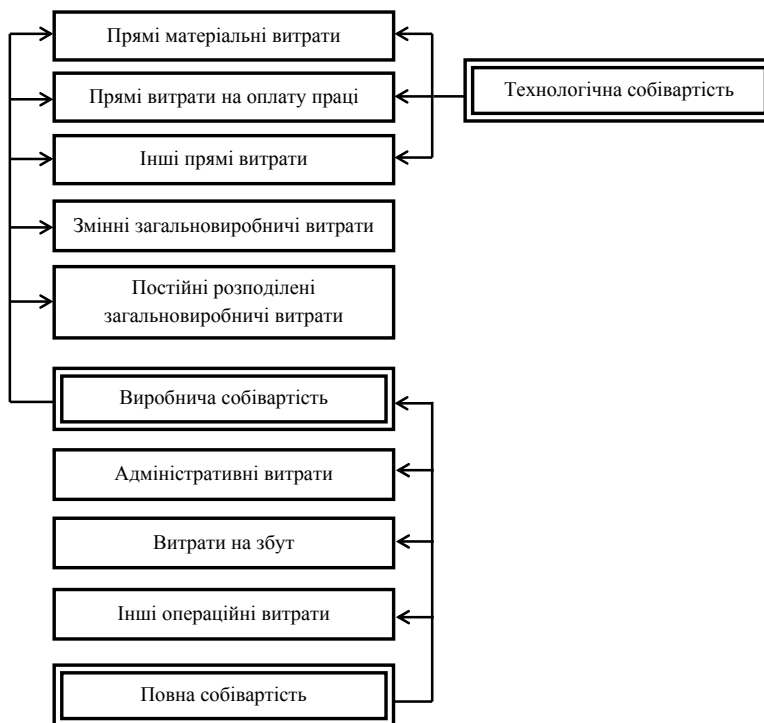 Прямі матеріальні витрати
Прямі витрати на оплату праці
Технологічна собівартість
Інші прямі витрати
Змінні загальновиробничі витрати
Постійні розподілені
загальновиробничі витрати
Виробнича собівартість
Адміністративні витрати
Витрати на збут
Інші операційні витрати
Повна собівартість